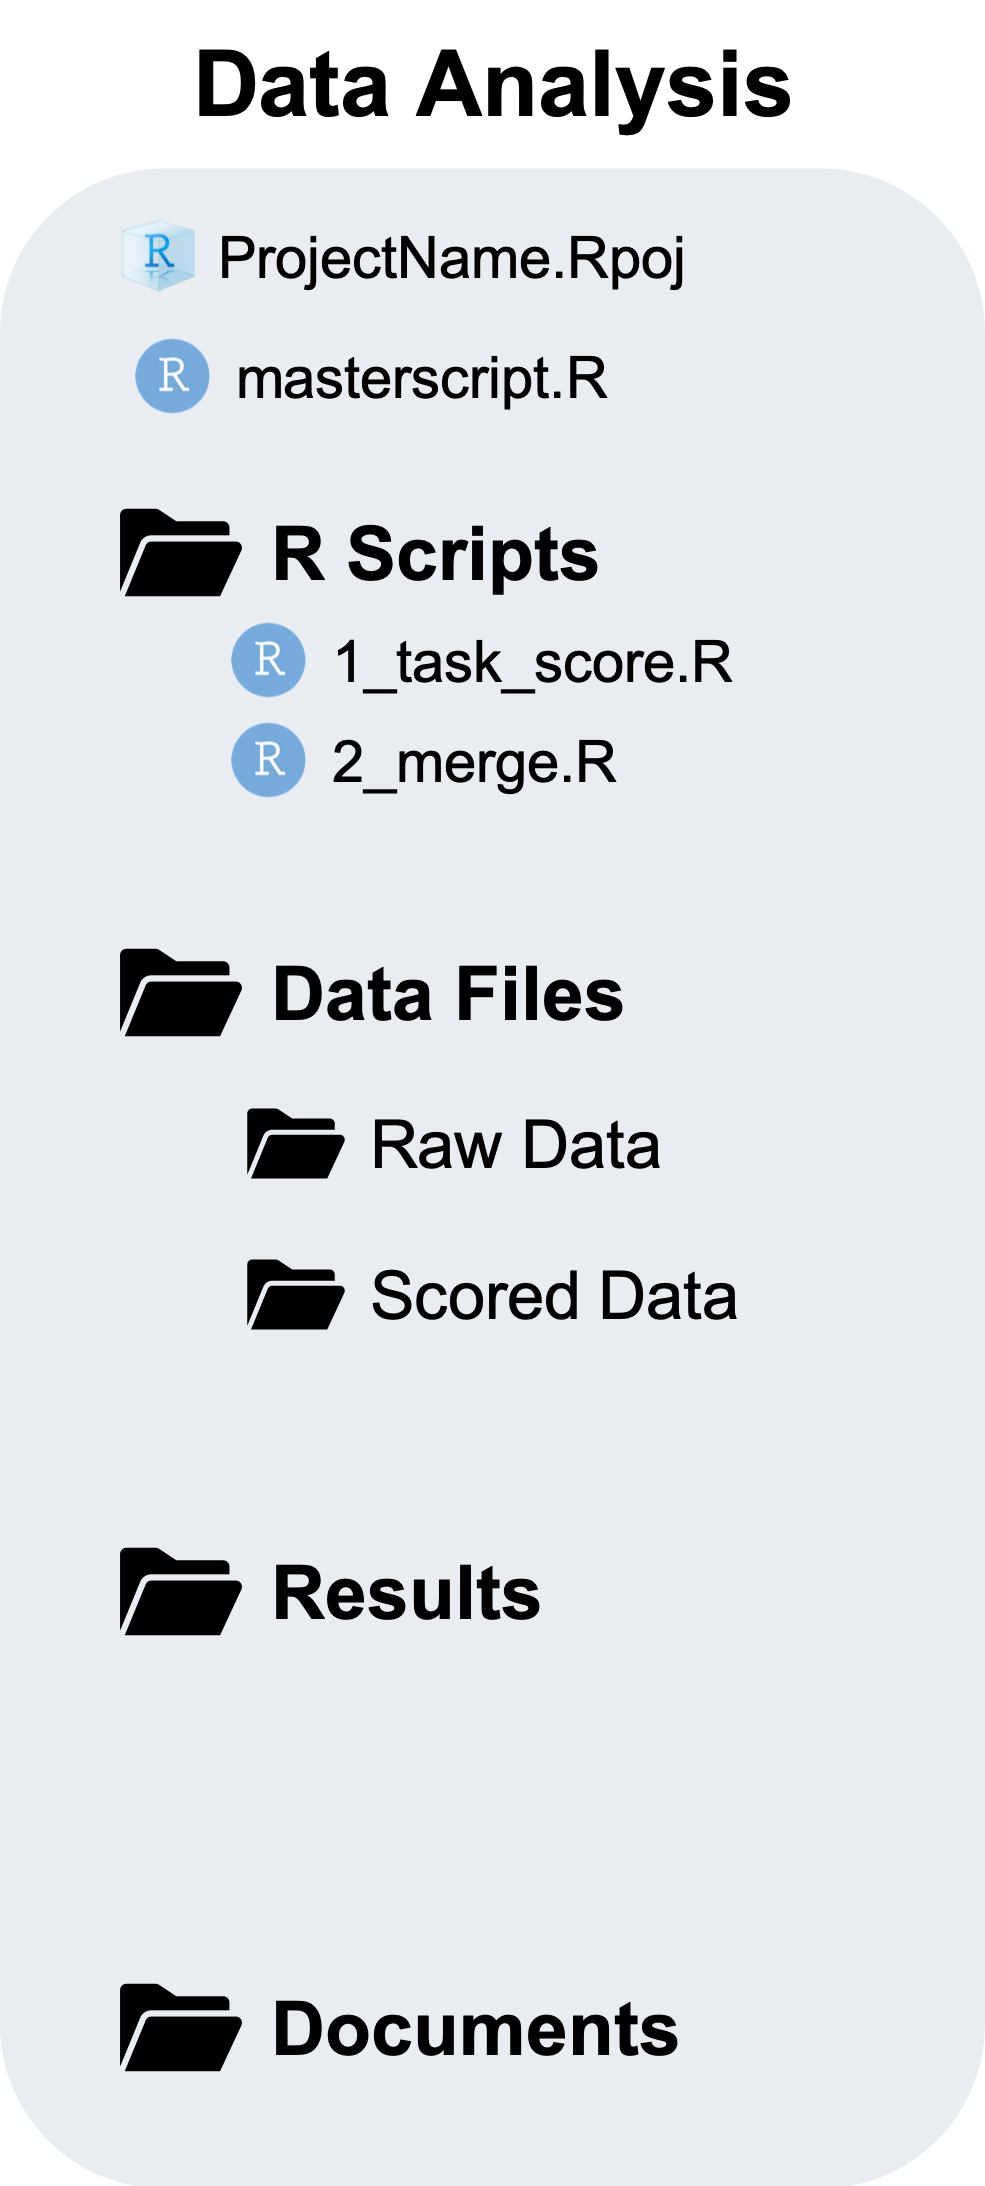 Data Analysis
R ProjectName.Rpoj
R masterscript.R
R Scripts
R 1_task_score.R
R 2_merge.R
Data Files
Raw Data
Scored Data
Results
Documents